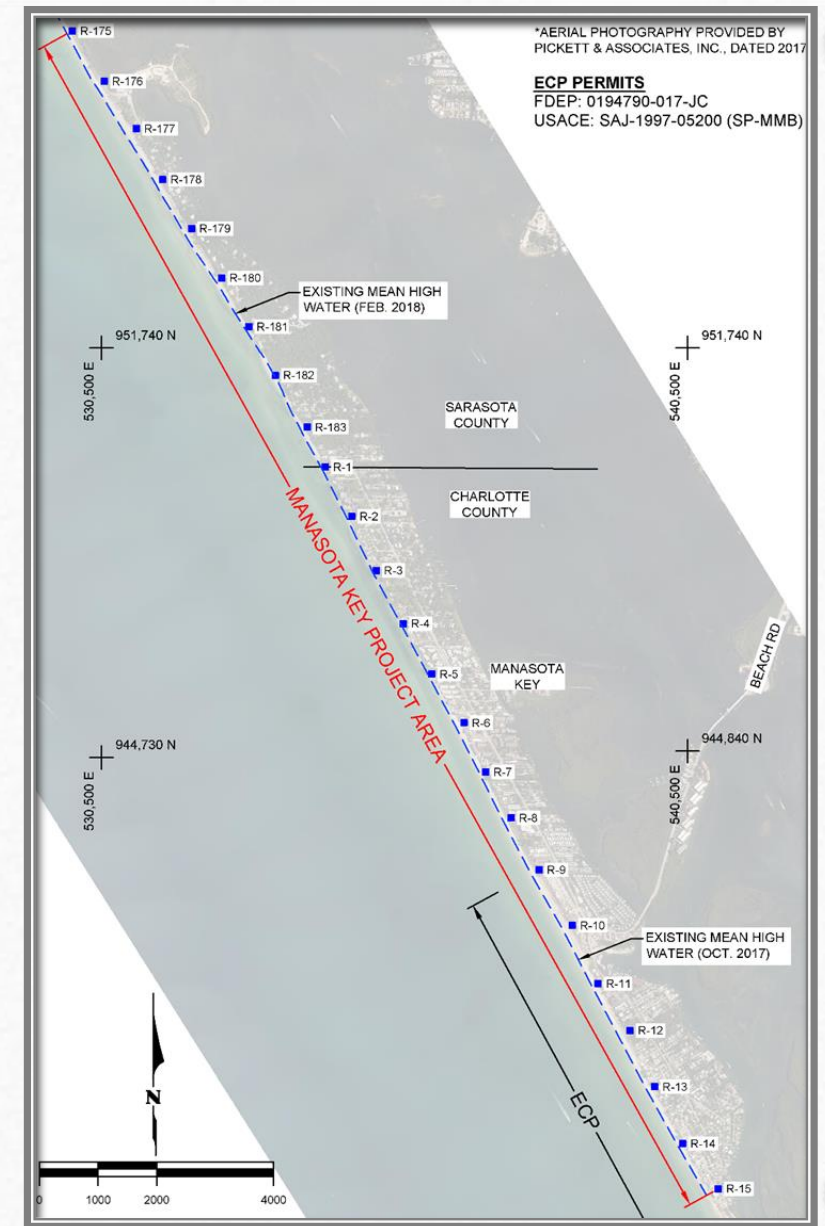 *AERIAL PHOTOGRAPHY PROVIDED BY
PICKETT & ASSOCIATES, INC., DATED 2017
ECP PERMITS
FDEP: 0194790-017-JC
USACE: SAJ-1997-05200 (SP-MMB)
R-175
R-176
R-177
R-178
R-179
R-180
EXISTING MEAN HIGH
WATER (FEB. 2018)
R-181
951,740 N
530,500 E
951,740 N
540,500 E
R-182
SARASOTA
COUNTY
R-183
R-1
CHARLOTTE
COUNTY
R-2
MANASOTA KEY PROJECT AREA
R-3
R-4
BEACH RD
R-5
MANASOTA
KEY
R-6
944,730 N
530,500 E
944,840 N
540,500 E
R-7
R-8
R-9
R-10
EXISTING MEAN HIGH
WATER (OCT. 2017)
R-11
R-12
R-13
ECP
N
R-14
R-15
0 1000 2000 4000